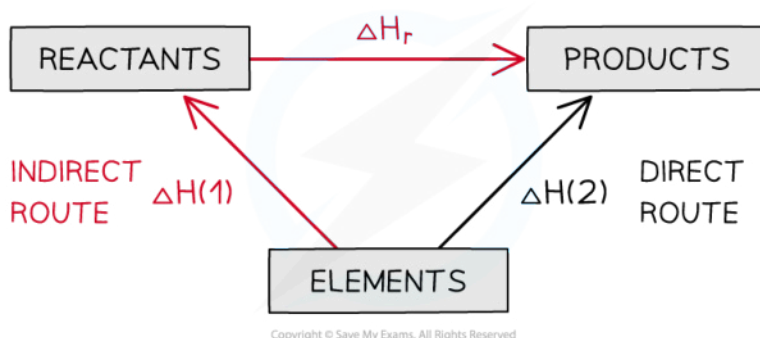 ΔHr
REACTANTS
PRODUCTS
INDIRECT
ROUTE
ΔH(1)
ΔH(2)
DIRECT
ROUTE
ELEMENTS
Copyright © Save My Exams. All Rights Reserved